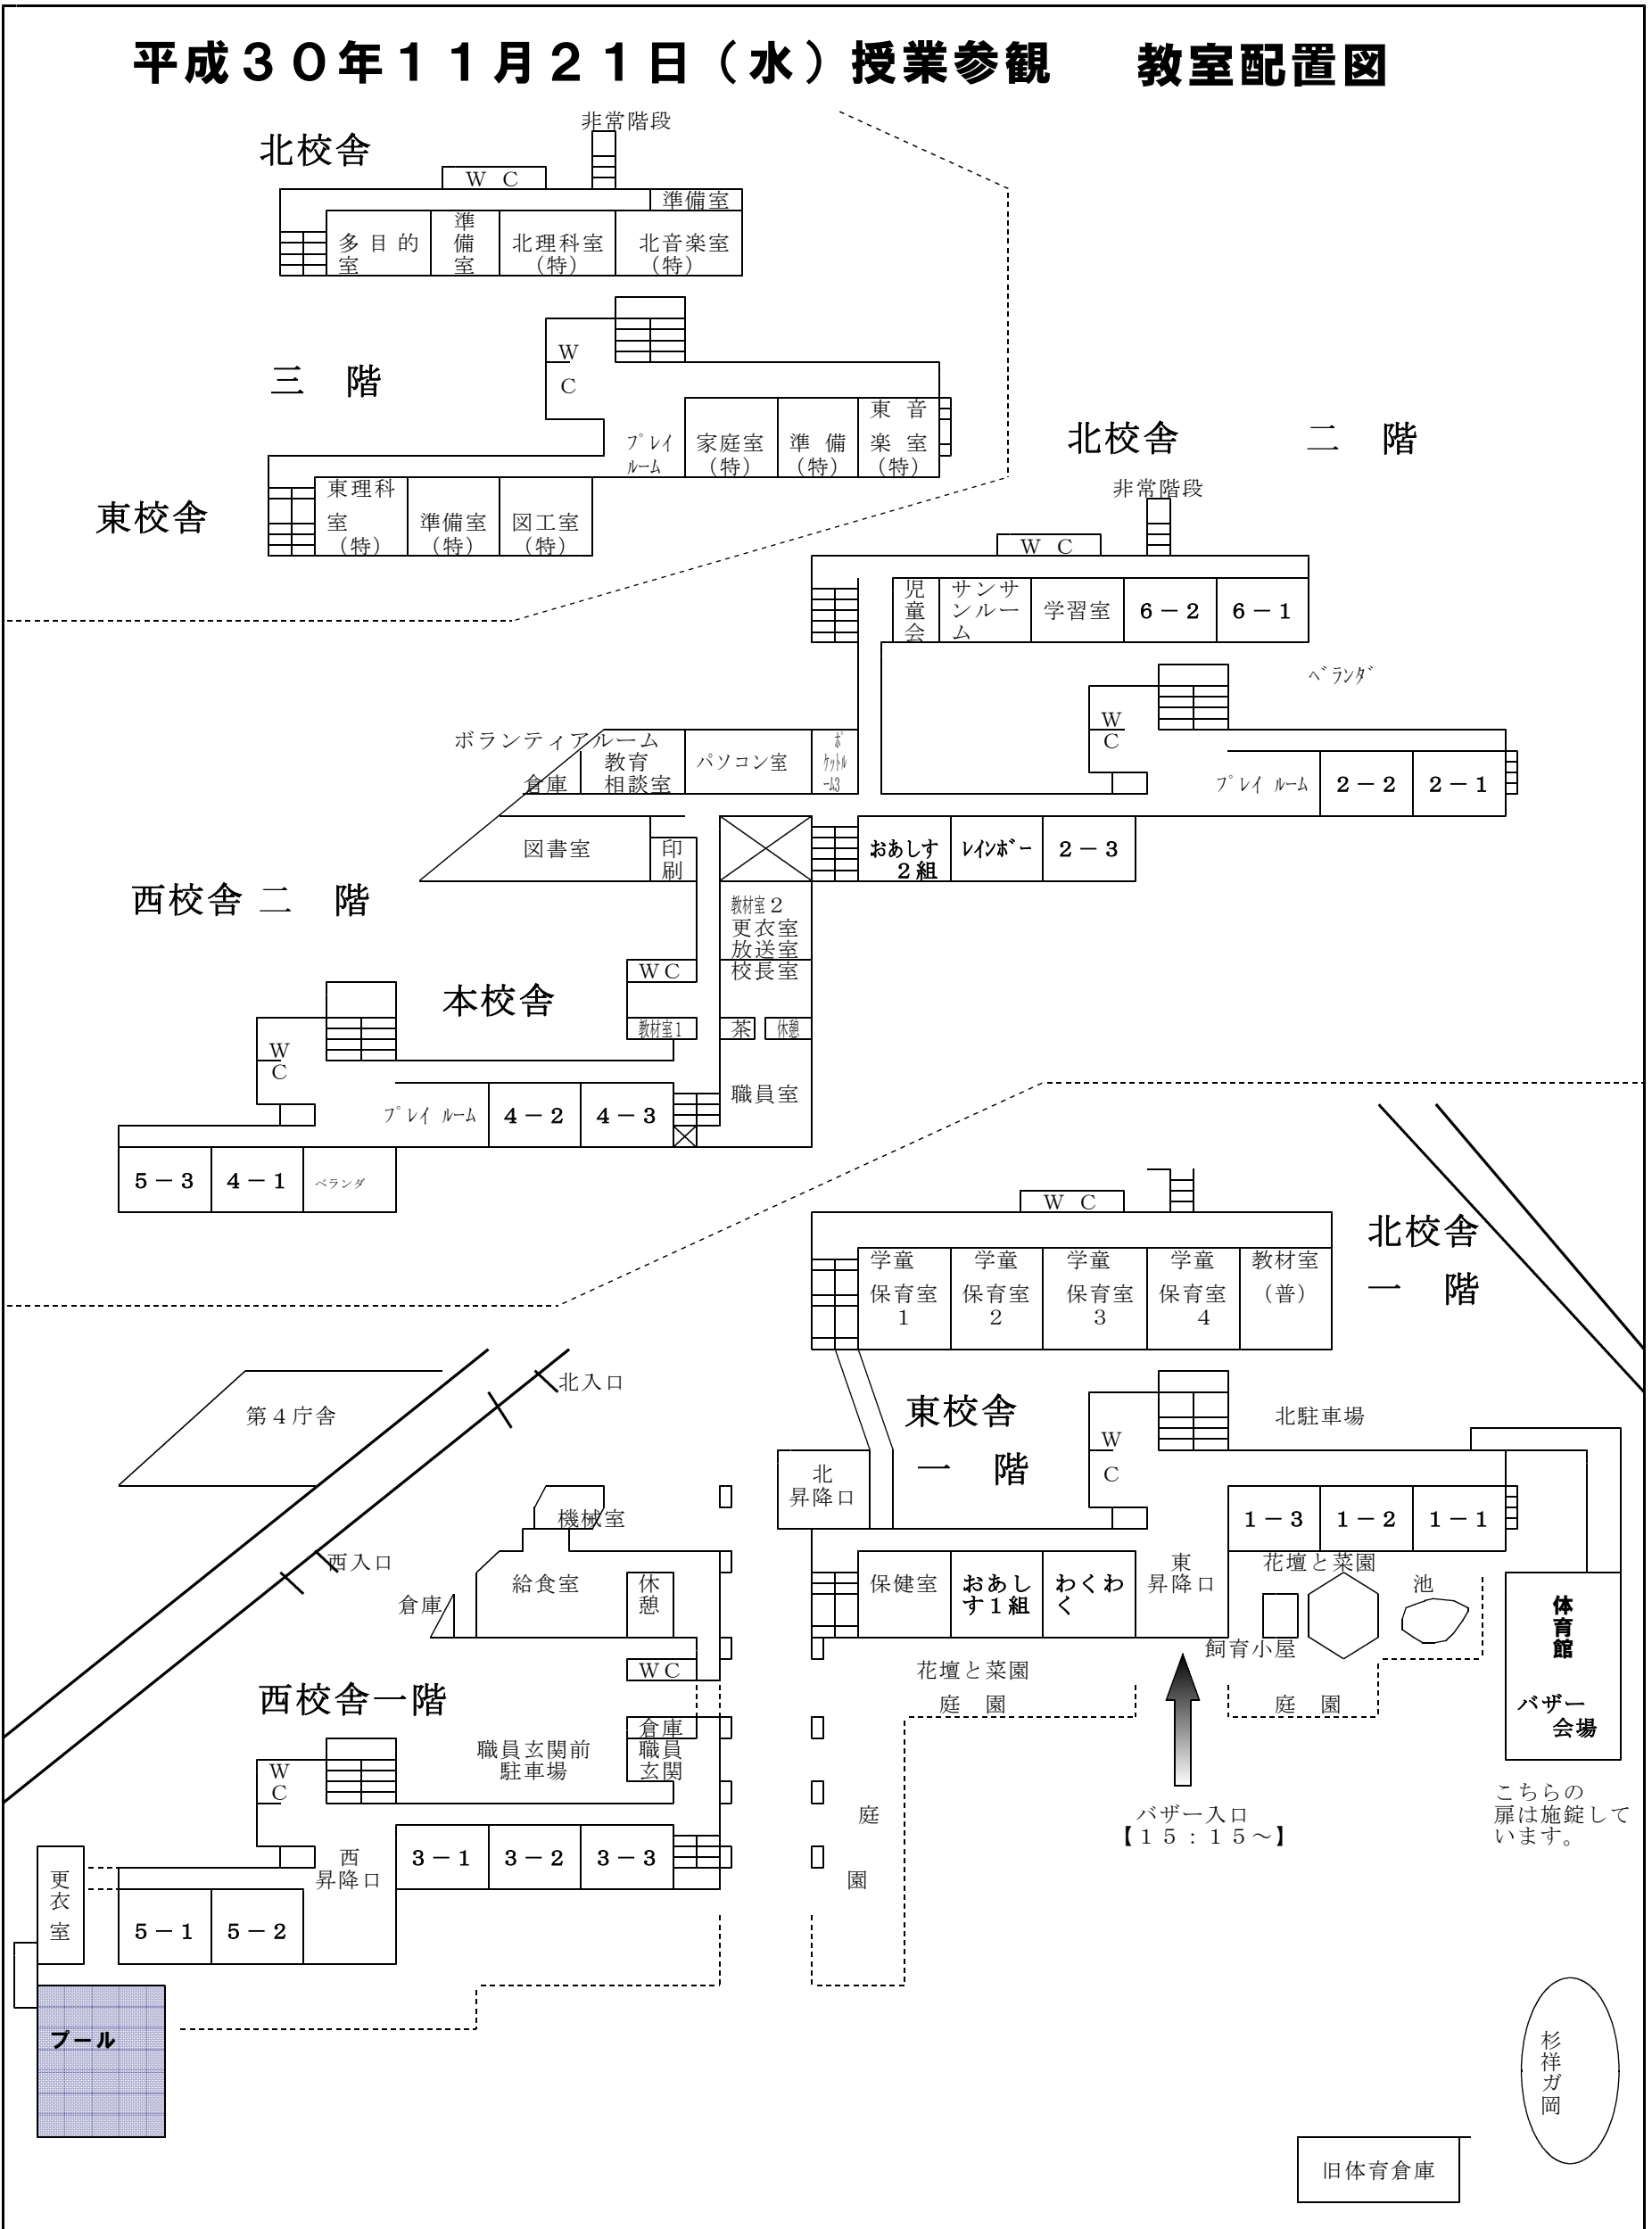 平成３０年１１月２１日（水）授業参観　教室配置図
非常階段
北校舎
Ｗ Ｃ
準備室
多 目 的
室
準
備
室
北理科室
（特）
北音楽室
（特）
三　階
Ｗ
Ｃ
ﾌﾟﾚｲ
ﾙｰﾑ
家庭室
（特）
準 備
（特）
東 音
楽 室
（特）
東校舎
東理科
室
（特）
準備室
（特）
図工室
（特）
北校舎　二　階
非常階段
Ｗ Ｃ
児
童
会
サンサ
ンルー
ム
学習室
６－２
６－１
ﾍﾞﾗﾝﾀﾞ
Ｗ
Ｃ
ﾌﾟﾚｲ ﾙｰﾑ
２－２
２－１
ボランティアルーム
倉庫
教育
相談室
パソコン室
ﾎﾟ
ｹｯﾄﾙ
ｰﾑ3
図書室
印
刷
おあしす
２組
ﾚｲﾝﾎﾞｰ
２－３
西校舎 二　階
教材室２
更衣室
放送室
校長室
ＷＣ
本校舎
教材室１
茶
休憩
職員室
Ｗ
Ｃ
ﾌﾟﾚｲ ﾙｰﾑ
４－２
４－３
５－３
４－１
ベランダ
Ｗ Ｃ
北校舎
一　階
学童
保育室
１
学童
保育室
２
学童
保育室
３
学童
保育室
４
教材室
（普）
第４庁舎
北入口
西入口
東校舎
一　階
Ｗ
Ｃ
北駐車場
北
昇降口
１－３
１－２
１－１
機械室
給食室
休
憩
倉庫
ＷＣ
保健室
おあし
す１組
わくわ
く
東
昇降口
花壇と菜園
池
飼育小屋
体
育
館
バザー
会場
花壇と菜園
庭　園
庭　園
西校舎一階
倉庫
職員
玄関
職員玄関前
駐車場
Ｗ
Ｃ
庭
園
バザー入口
【１５：１５～】
こちらの
扉は施錠して
います。
西
昇降口
３－１
３－２
３－３
更
衣
室
５－１
５－２
プール
杉
祥
ガ
岡
旧体育倉庫